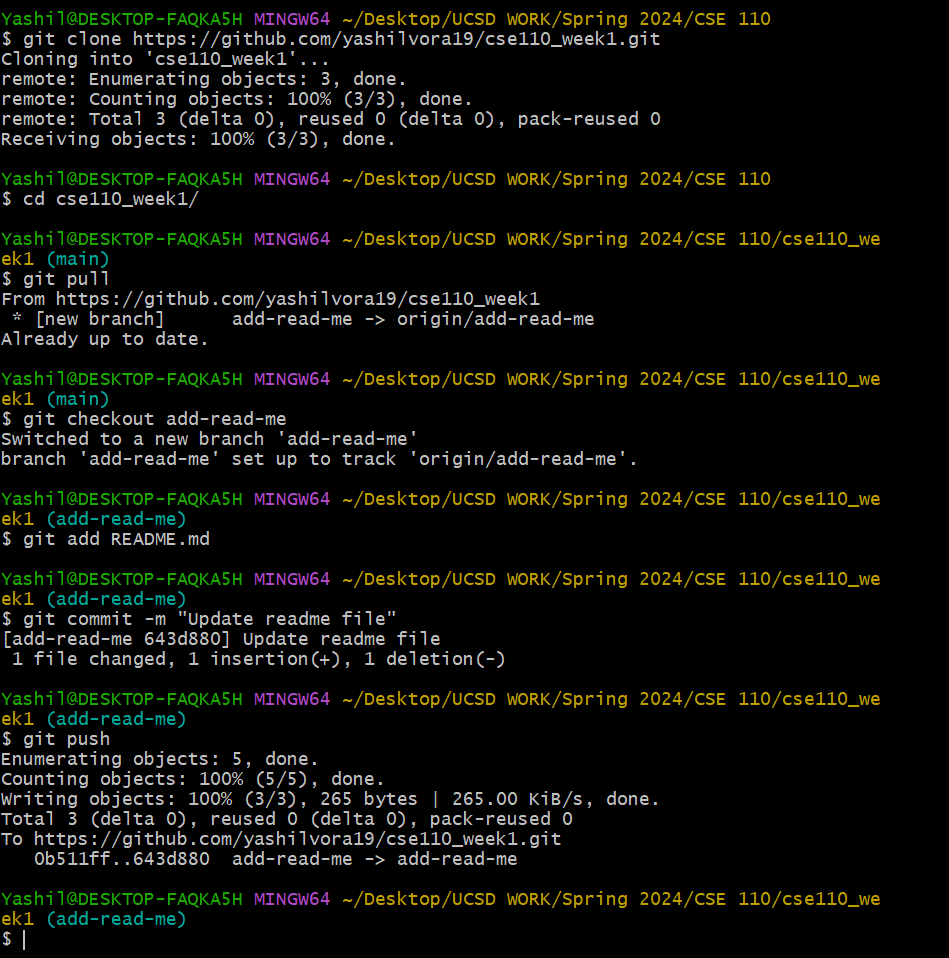 Yashil@DESKTOP-FAQKA5H MINGW64 ~/Desktop/UCSD WORK/Spring 2024/CSE 110
$ git clone https://github.com/yashilvora19/cse110_week1.git
Cloning into 'cse110_week1'...
remote: Enumerating objects: 3, done.
remote: Counting objects: 100% (3/3), done.
remote: Total 3 (delta 0), reused 0 (delta 0), pack-reused 0
Receiving objects: 100% (3/3), done.
Yashil@DESKTOP-FAQKA5H MINGW64 ~/Desktop/UCSD WORK/Spring 2024/CSE 110
$ cd cse110_week1/
Yashil@DESKTOP-FAQKA5H MINGW64 ~/Desktop/UCSD WORK/Spring 2024/CSE 110/cse110_we
ek1 (main)
$ git pull
From https://github.com/yashilvora19/cse110_week1
 * [new branch]      add-read-me -> origin/add-read-me
Already up to date.
Yashil@DESKTOP-FAQKA5H MINGW64 ~/Desktop/UCSD WORK/Spring 2024/CSE 110/cse110_we
ek1 (main)
$ git checkout add-read-me
Switched to a new branch 'add-read-me'
branch 'add-read-me' set up to track 'origin/add-read-me'.
Yashil@DESKTOP-FAQKA5H MINGW64 ~/Desktop/UCSD WORK/Spring 2024/CSE 110/cse110_we
ek1 (add-read-me)
$ git add README.md
Yashil@DESKTOP-FAQKA5H MINGW64 ~/Desktop/UCSD WORK/Spring 2024/CSE 110/cse110_we
ek1 (add-read-me)
$ git commit -m "Update readme file"
[add-read-me 643d880] Update readme file
 1 file changed, 1 insertion(+), 1 deletion(-)
Yashil@DESKTOP-FAQKA5H MINGW64 ~/Desktop/UCSD WORK/Spring 2024/CSE 110/cse110_we
ek1 (add-read-me)
$ git push
Enumerating objects: 5, done.
Counting objects: 100% (5/5), done.
Writing objects: 100% (3/3), 265 bytes | 265.00 KiB/s, done.
Total 3 (delta 0), reused 0 (delta 0), pack-reused 0
To https://github.com/yashilvora19/cse110_week1.git
   0b511ff..643d880  add-read-me -> add-read-me
Yashil@DESKTOP-FAQKA5H MINGW64 ~/Desktop/UCSD WORK/Spring 2024/CSE 110/cse110_we
ek1 (add-read-me)
$